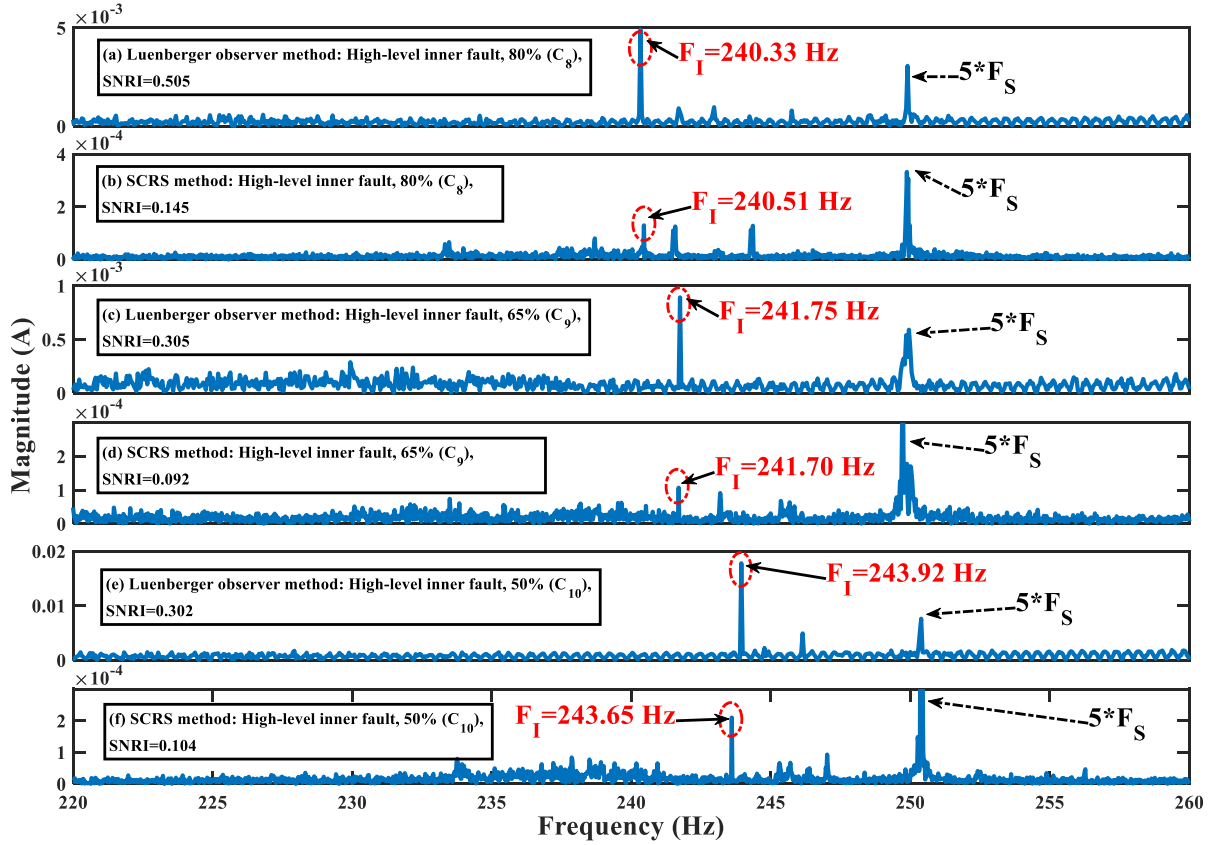 ×10⁻³
5
0
(a) Luenberger observer method: High-level inner fault, 80% (C₈),
SNRI=0.505
F_I=240.33 Hz
5*F_S
×10⁻⁴
4
2
0
(b) SCRS method: High-level inner fault, 80% (C₈),
SNRI=0.145
F_I=240.51 Hz
5*F_S
×10⁻³
1
0.5
0
(c) Luenberger observer method: High-level inner fault, 65% (C₉),
SNRI=0.305
F_I=241.75 Hz
5*F_S
×10⁻⁴
2
1
0
(d) SCRS method: High-level inner fault, 65% (C₉),
SNRI=0.092
F_I=241.70 Hz
5*F_S
0.02
0.01
0
(e) Luenberger observer method: High-level inner fault, 50% (C₁₀),
SNRI=0.302
F_I=243.92 Hz
5*F_S
×10⁻⁴
2
1
0
(f) SCRS method: High-level inner fault, 50% (C₁₀),
SNRI=0.104
F_I=243.65 Hz
5*F_S
Magnitude (A)
220 225 230 235 240 245 250 255 260
Frequency (Hz)